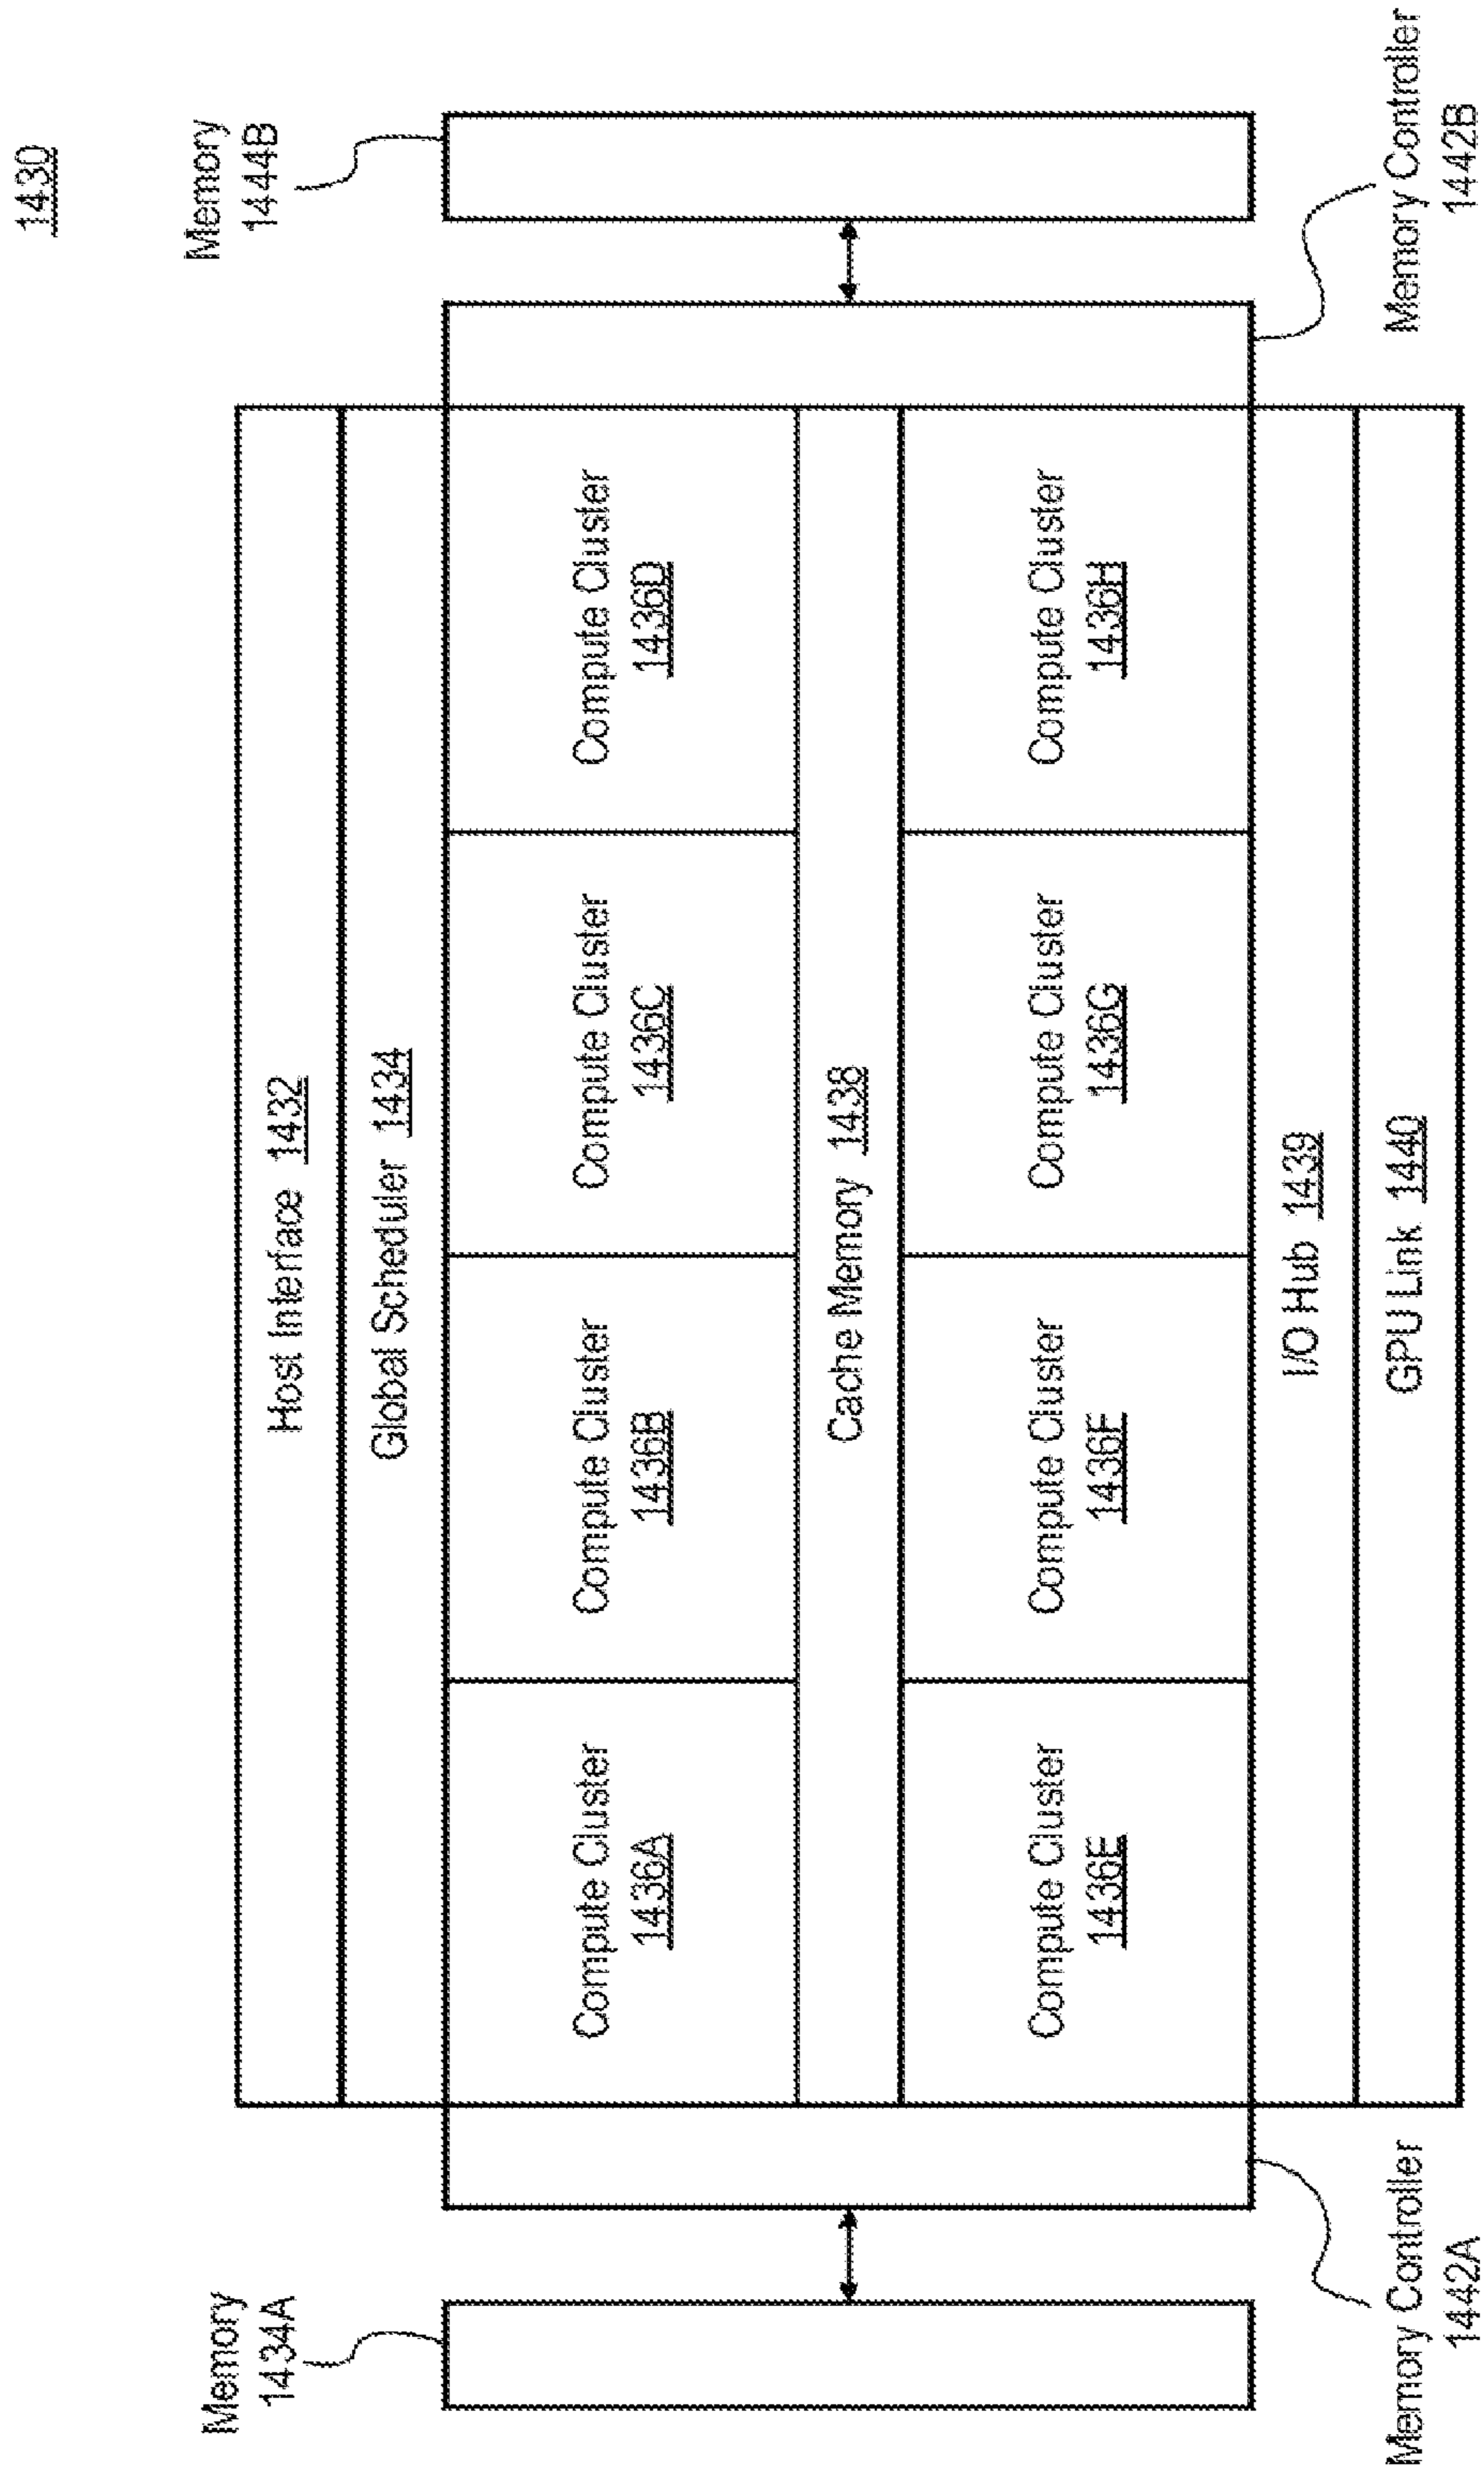 1430
Memory
1434A
Memory
1444B
Host Interface 1432
Global Scheduler 1434
Compute Cluster
1436A
Compute Cluster
1436B
Compute Cluster
1436C
Compute Cluster
1436D
Cache Memory 1438
Compute Cluster
1436E
Compute Cluster
1436F
Compute Cluster
1436G
Compute Cluster
1436H
I/O Hub 1439
GPU Link 1440
Memory Controller
1442A
Memory Controller
1442B